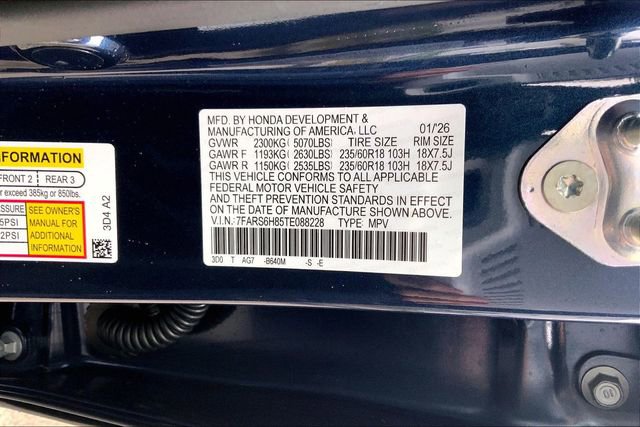 MFD. BY HONDA DEVELOPMENT &
MANUFACTURING OF AMERICA, LLC 01/'26
GVWR 2300KG( 5070LBS) TIRE SIZE RIM SIZE
GAWR F 1193KG( 2630LBS) 235/60R18 103H 18X7.5J
GAWR R 1150KG( 2535LBS) 235/60R18 103H 18X7.5J
THIS VEHICLE CONFORMS TO ALL APPLICABLE
FEDERAL MOTOR VEHICLE SAFETY
AND THEFT PREVENTION STANDARDS IN EFFECT
ON THE DATE OF MANUFACTURE SHOWN ABOVE.
V.I.N.: 7FARS6H85TE088228 TYPE: MPV
3D0 T AG7 -B640M -S -E
FORMATION
FRONT 2 REAR 3
exceed 385kg or 850lbs.
SEE OWNER'S
MANUAL FOR
ADDITIONAL
INFORMATION
3D4 A2